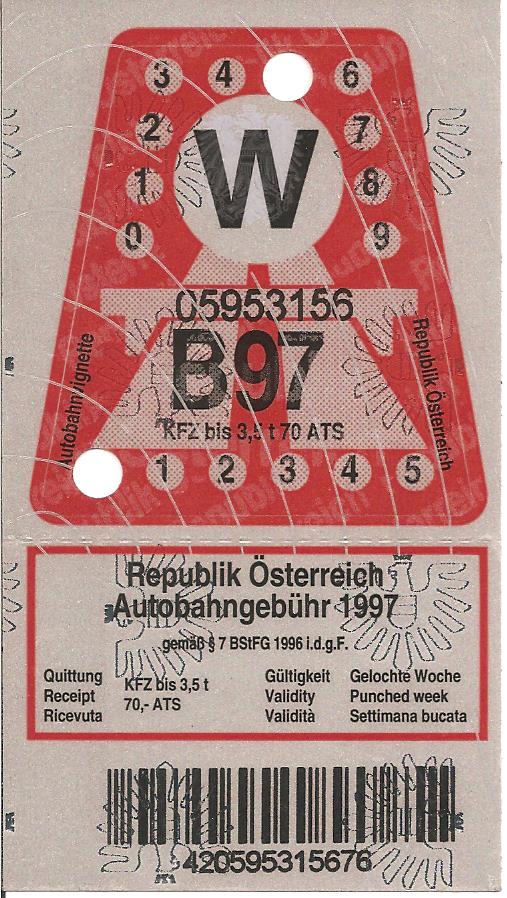 3 4 6
2 7
W
1 8
0 9
05953156
B97
Autobahnvignette
Republik Österreich
KFZ bis 3,5 t 70 ATS
1 2 3 4 5
Republik Österreich
Autobahngebühr 1997
gemäß § 7 BStFG 1996 i.d.g.F.
Quittung KFZ bis 3,5 t Gültigkeit Gelochte Woche
Receipt 70,- ATS Validity Punched week
Ricevuta Validità Settimana bucata
420595315676